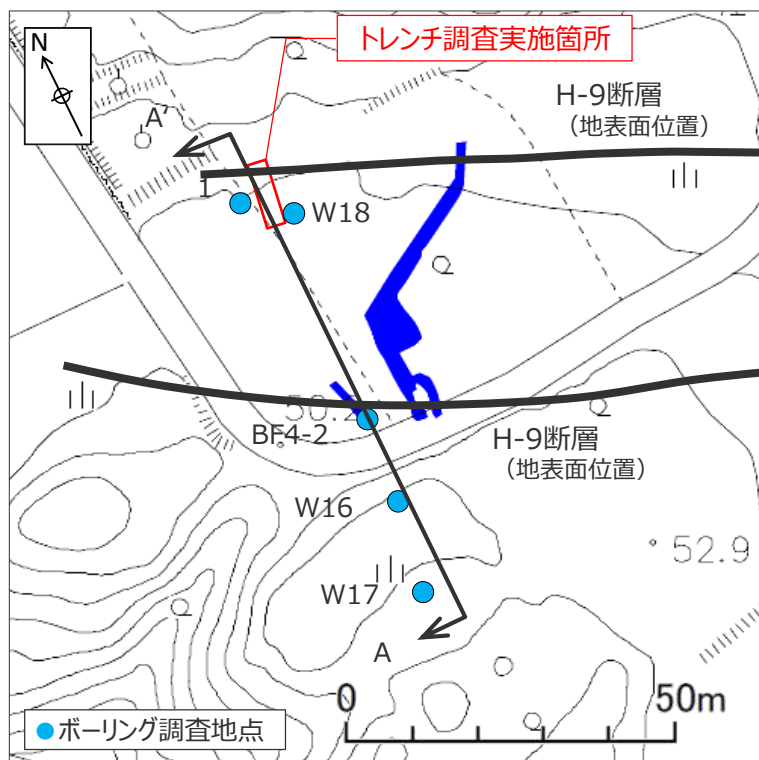 N
トレンチ調査実施箇所
H-9断層
（地表面位置）
A'
1
W18
50.2
BF4-2
H-9断層
（地表面位置）
W16
52.9
W17
A
0 50m
ボーリング調査地点